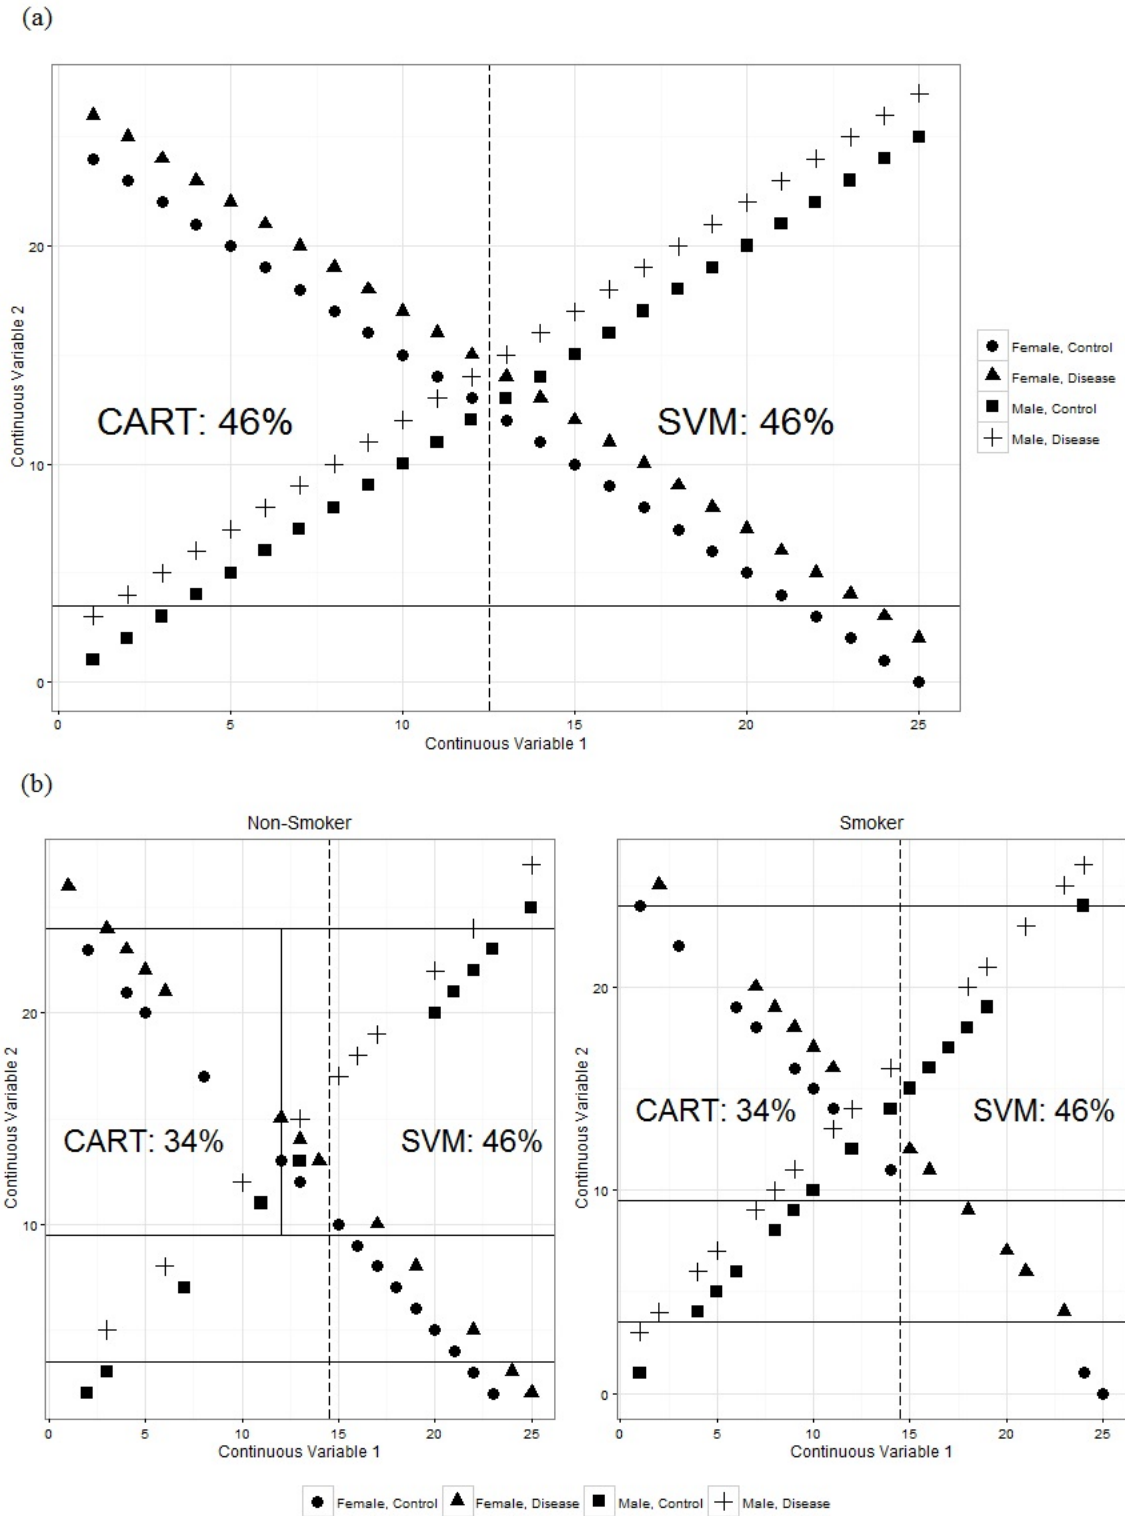 (a)
20
10
0
Continuous Variable 2
CART: 46%
SVM: 46%
0 5 10 15 20 25
Continuous Variable 1
Female, Control
Female, Disease
Male, Control
Male, Disease
(b)
Non-Smoker
20
10
Continuous Variable 2
CART: 34%
SVM: 46%
0 5 10 15 20 25
Continuous Variable 1
Smoker
20
10
0
Continuous Variable 2
CART: 34%
SVM: 46%
0 5 10 15 20 25
Continuous Variable 1
Female, Control Female, Disease Male, Control Male, Disease